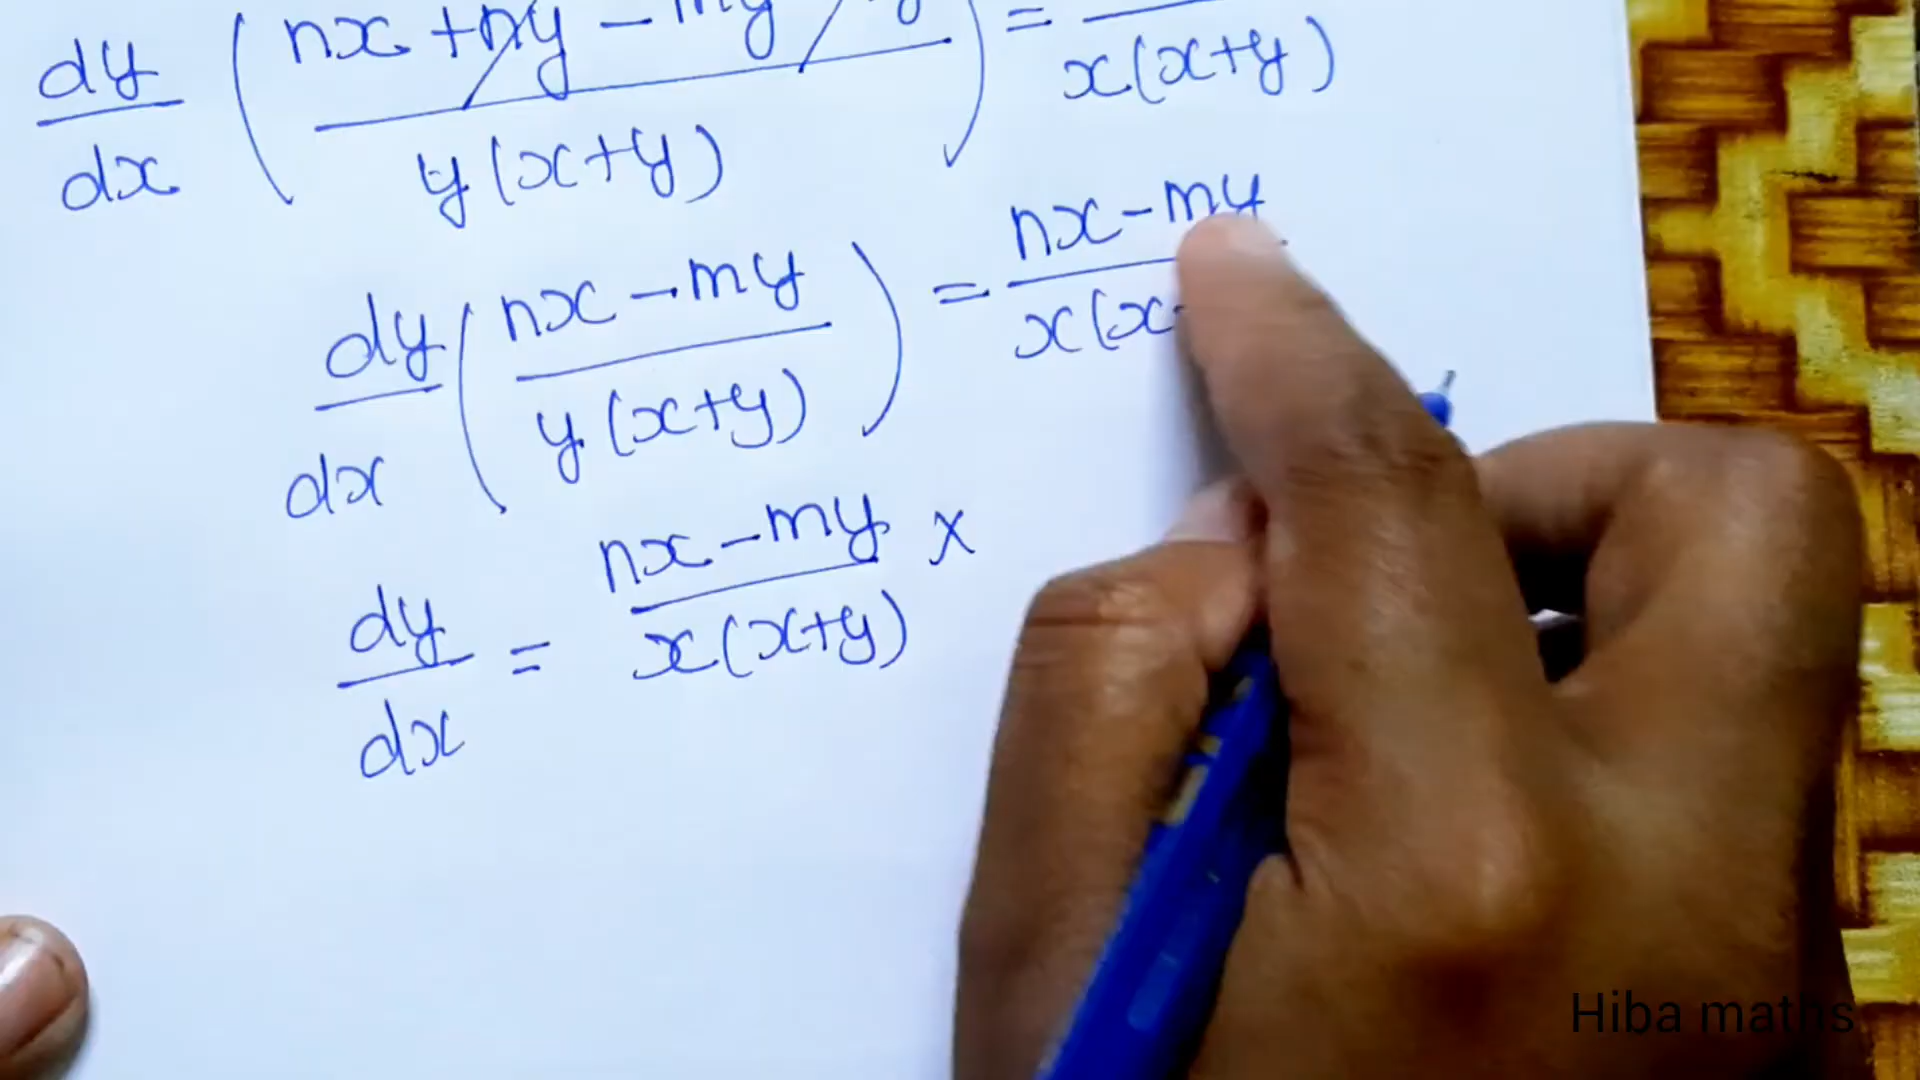 dy/dx ( nx + ny - my / y(x+y) ) = x(x+y)
dy/dx ( nx - my / y(x+y) ) = nx - my / x(x
dy/dx = nx - my / x(x+y) ×
Hiba maths